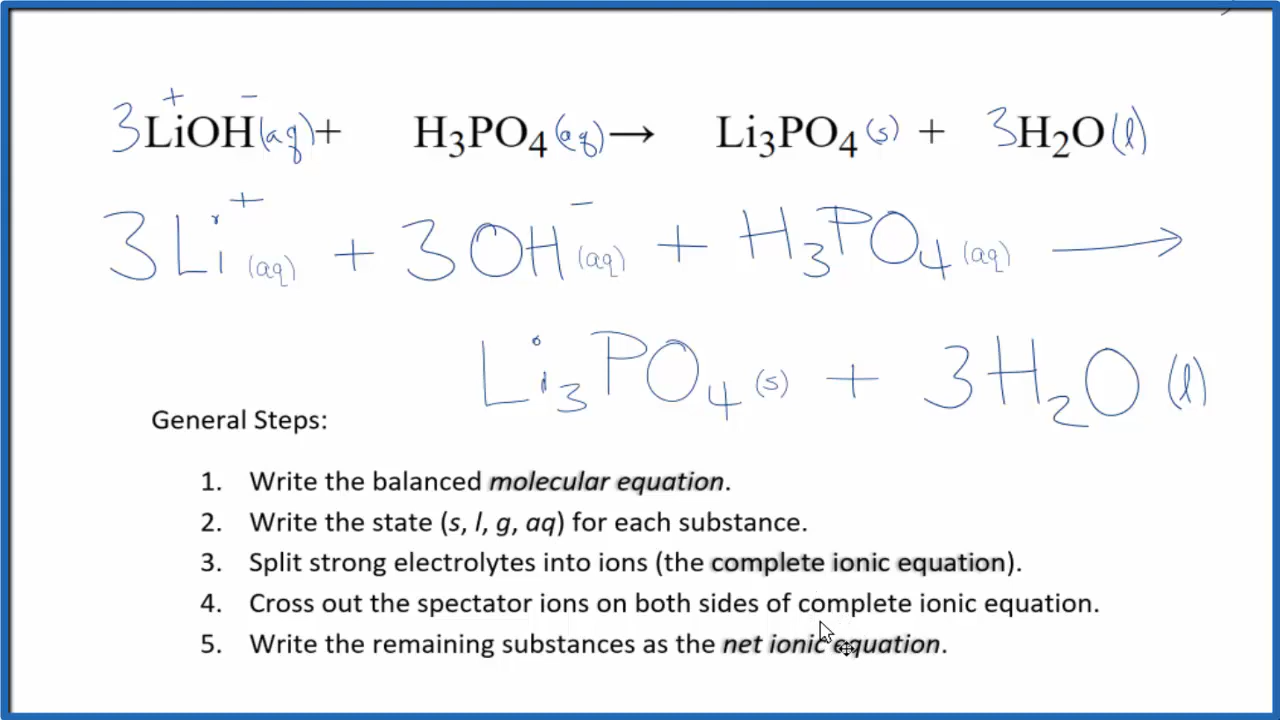 3LiOH(aq) + H₃PO₄(aq) → Li₃PO₄(s) + 3H₂O(l)
+ −
3Li⁺(aq) + 3OH⁻(aq) + H₃PO₄(aq) →
Li₃PO₄(s) + 3H₂O(l)
General Steps:
1. Write the balanced molecular equation.
2. Write the state (s, l, g, aq) for each substance.
3. Split strong electrolytes into ions (the complete ionic equation).
4. Cross out the spectator ions on both sides of complete ionic equation.
5. Write the remaining substances as the net ionic equation.